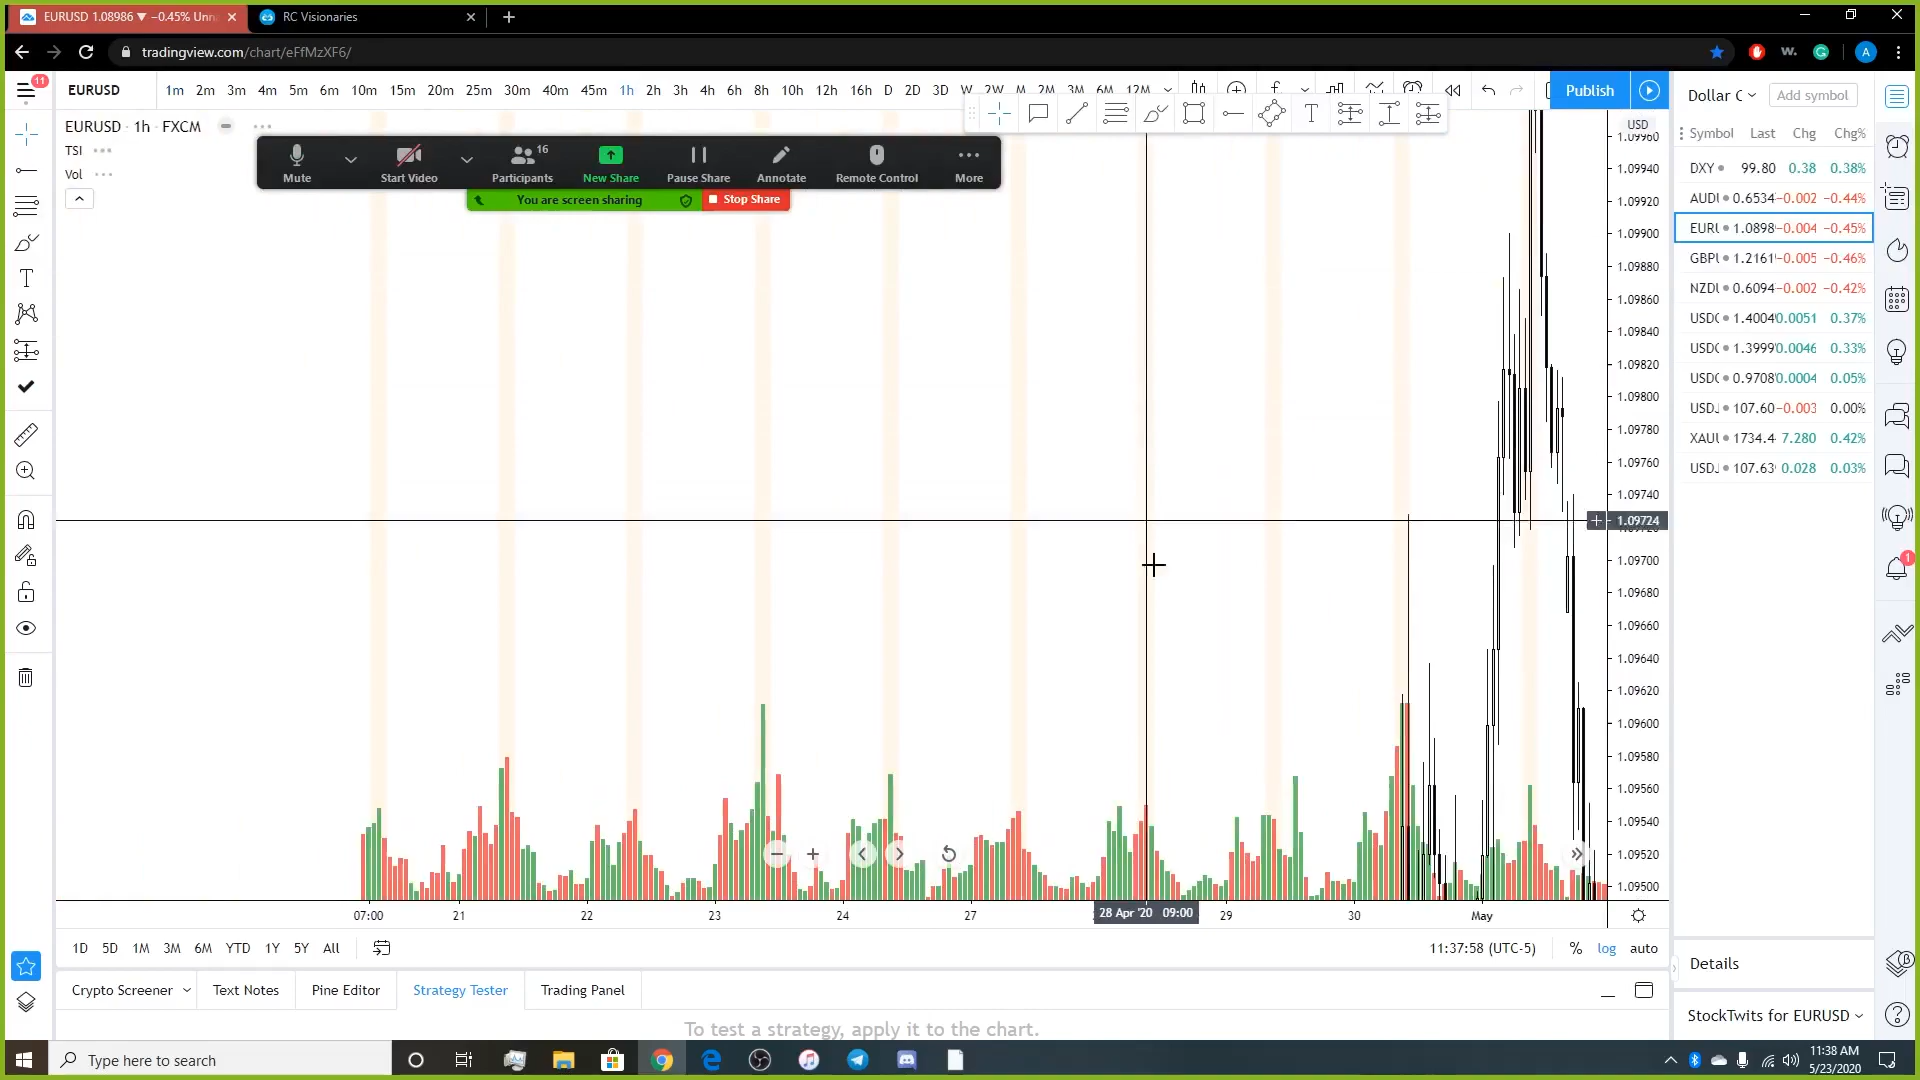 EURUSD 1.08986 ▼ −0.45% Unn
RC Visionaries
tradingview.com/chart/eFfMzXF6/
11
EURUSD
1m 2m 3m 4m 5m 6m 10m 15m 20m 25m 30m 40m 45m 1h 2h 3h 4h 6h 8h 10h 12h 16h D 2D 3D W 2W M 2M 3M 6M 12M
Publish
Dollar C
Add symbol
EURUSD · 1h · FXCM
TSI
Vol
Mute
Start Video
16
Participants
New Share
Pause Share
Annotate
Remote Control
More
You are screen sharing
Stop Share
USD
1.09960
1.09940
1.09920
1.09900
1.09880
1.09860
1.09840
1.09820
1.09800
1.09780
1.09760
1.09740
1.09724
1.09700
1.09680
1.09660
1.09640
1.09620
1.09600
1.09580
1.09560
1.09540
1.09520
1.09500
Symbol Last Chg Chg%
DXY 99.80 0.38 0.38%
AUDU 0.6534 −0.002 −0.44%
EURU 1.0898 −0.004 −0.45%
GBPU 1.2161 −0.005 −0.46%
NZDU 0.6094 −0.002 −0.42%
USDC 1.4004 0.0051 0.37%
USDC 1.3999 0.0046 0.33%
USDC 0.9708 0.0004 0.05%
USDJ 107.60 −0.003 0.00%
XAUU 1734.4 7.280 0.42%
USDJ 107.63 0.028 0.03%
1
07:00 21 22 23 24 27 28 Apr '20 09:00 29 30 May
1D 5D 1M 3M 6M YTD 1Y 5Y All
11:37:58 (UTC-5)
% log auto
Crypto Screener
Text Notes
Pine Editor
Strategy Tester
Trading Panel
To test a strategy, apply it to the chart.
Details
StockTwits for EURUSD
Type here to search
11:38 AM
5/23/2020